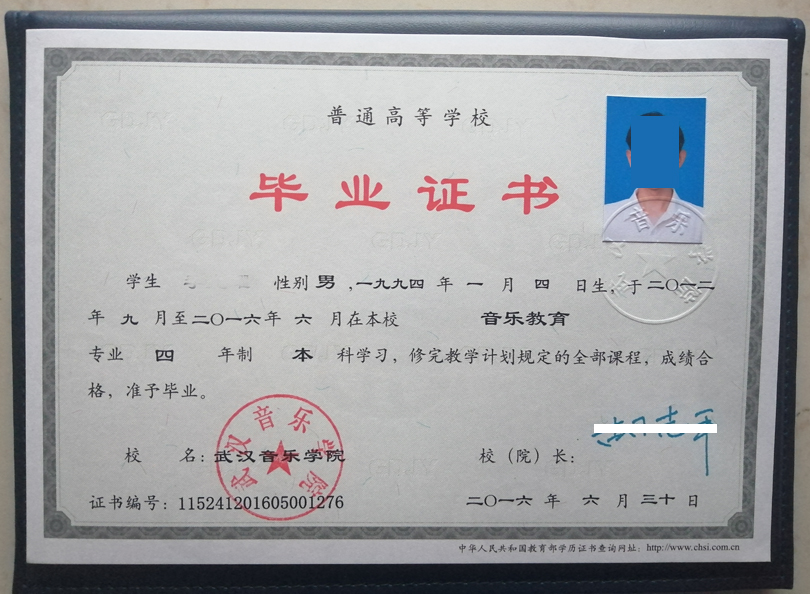 普通高等学校
毕业证书
学生 性别 男 ,一九九四 年 一 月 四 日生, 于 二〇一二
年 九 月至 二〇一六 年 六 月在本校 音乐教育
专业 四 年制 本 科学习, 修完教学计划规定的全部课程, 成绩合
格, 准予毕业。
武汉音乐学院
校 名: 武汉音乐学院 校 (院) 长:
证书编号: 115241201605001276 二〇一六 年 六 月 三十 日
中华人民共和国教育部学历证书查询网址: http://www.chsi.com.cn